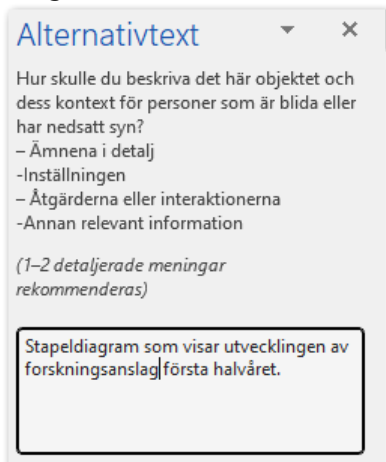 Alternativtext
Hur skulle du beskriva det här objektet och
dess kontext för personer som är blida eller
har nedsatt syn?
– Ämnena i detalj
-Inställningen
– Åtgärderna eller interaktionerna
-Annan relevant information
(1–2 detaljerade meningar
rekommenderas)
Stapeldiagram som visar utvecklingen av
forskningsanslag första halvåret.